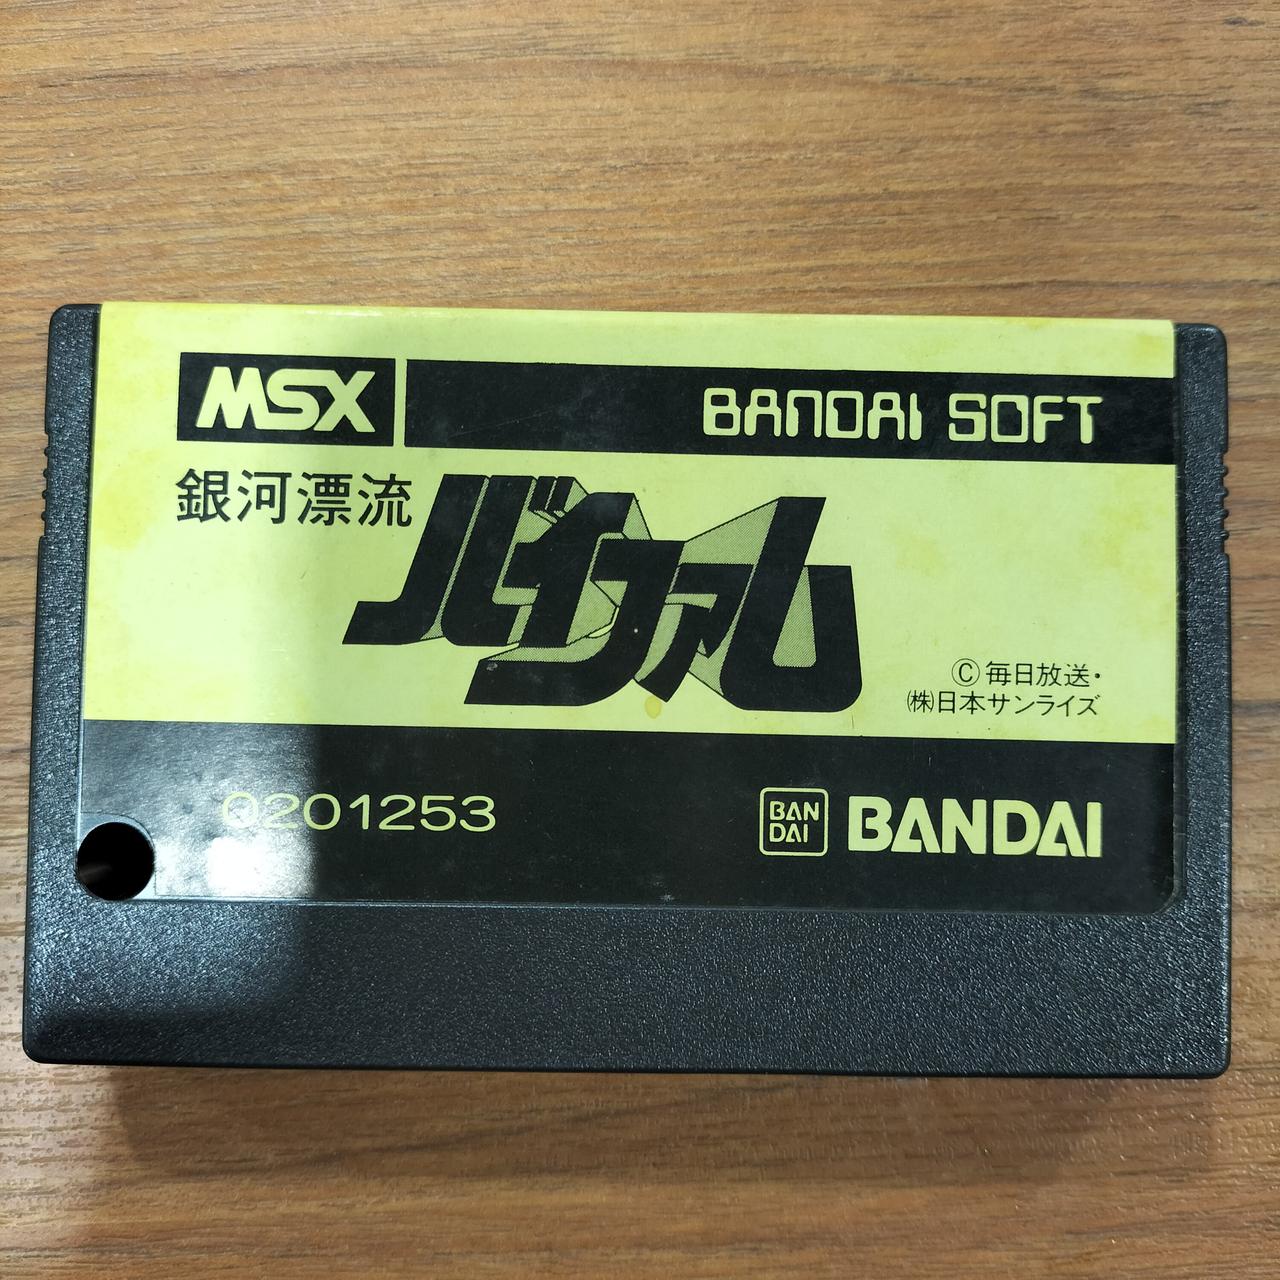 MSX
BANDAI SOFT
銀河漂流
バイファム
Ⓒ毎日放送・
㈱日本サンライズ
0201253
BAN
DAI
BANDAI